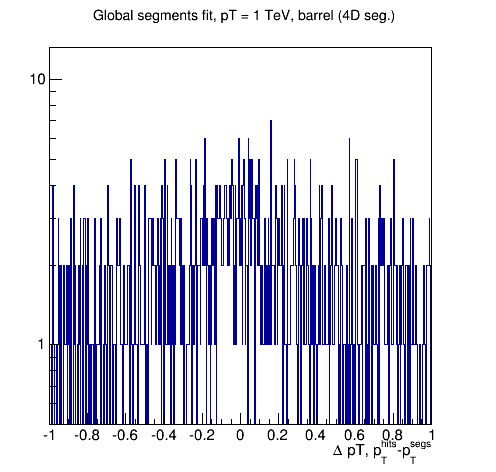 Global segments fit, pT = 1 TeV, barrel (4D seg.)
10
1
-1 -0.8 -0.6 -0.4 -0.2 0 0.2 0.4 0.6 0.8 1
Δ pT, p_T^hits-p_T^segs